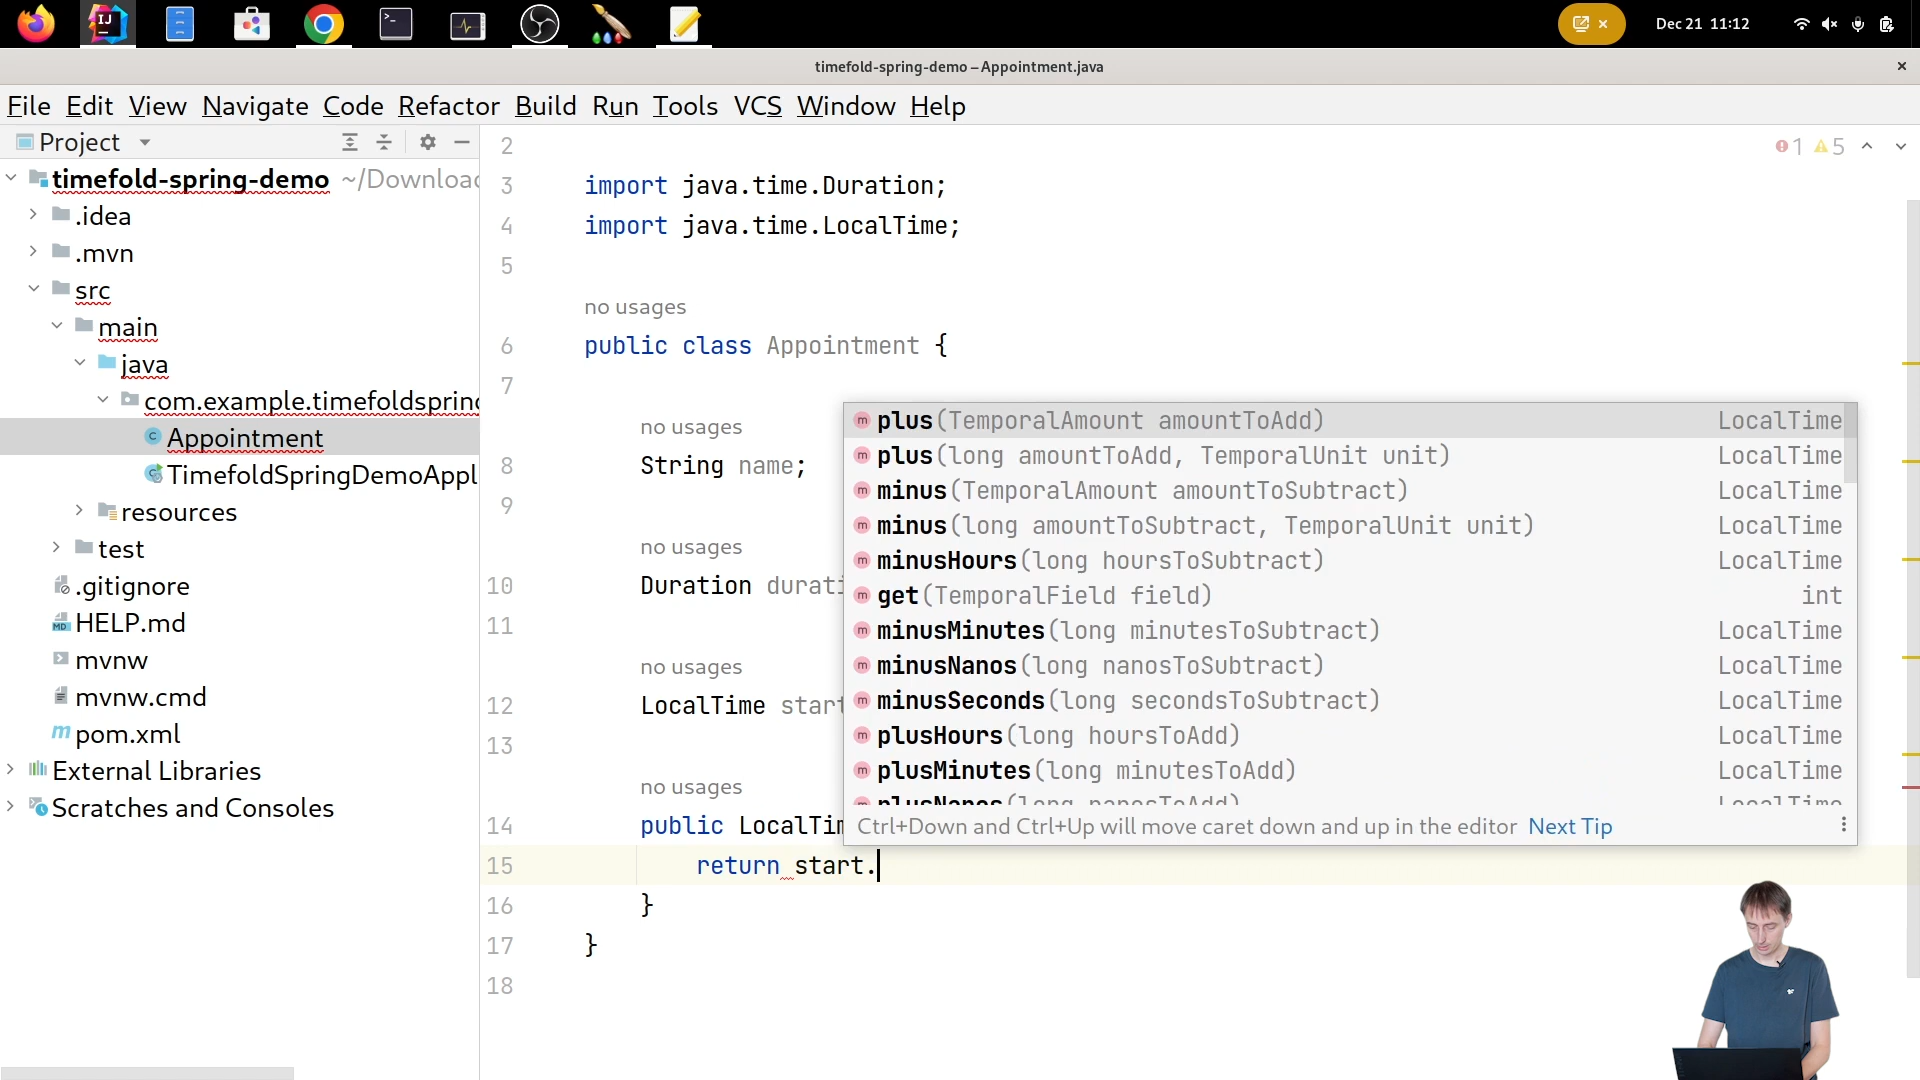 Dec 21 11:12
timefold-spring-demo – Appointment.java
File Edit View Navigate Code Refactor Build Run Tools VCS Window Help
Project
timefold-spring-demo ~/Downloa
.idea
.mvn
src
main
java
com.example.timefoldspring
Appointment
TimefoldSpringDemoAppl
resources
test
.gitignore
HELP.md
mvnw
mvnw.cmd
pom.xml
External Libraries
Scratches and Consoles
1 5
2
3 import java.time.Duration;
4 import java.time.LocalTime;
5
no usages
6 public class Appointment {
7
no usages
8 String name;
9
no usages
10 Duration durati
11
no usages
12 LocalTime start
13
no usages
14 public LocalTim
15 return start.
16 }
17 }
18
plus(TemporalAmount amountToAdd) LocalTime
plus(long amountToAdd, TemporalUnit unit) LocalTime
minus(TemporalAmount amountToSubtract) LocalTime
minus(long amountToSubtract, TemporalUnit unit) LocalTime
minusHours(long hoursToSubtract) LocalTime
get(TemporalField field) int
minusMinutes(long minutesToSubtract) LocalTime
minusNanos(long nanosToSubtract) LocalTime
minusSeconds(long secondsToSubtract) LocalTime
plusHours(long hoursToAdd) LocalTime
plusMinutes(long minutesToAdd) LocalTime
plusNanos(long nanosToAdd) LocalTime
Ctrl+Down and Ctrl+Up will move caret down and up in the editor Next Tip